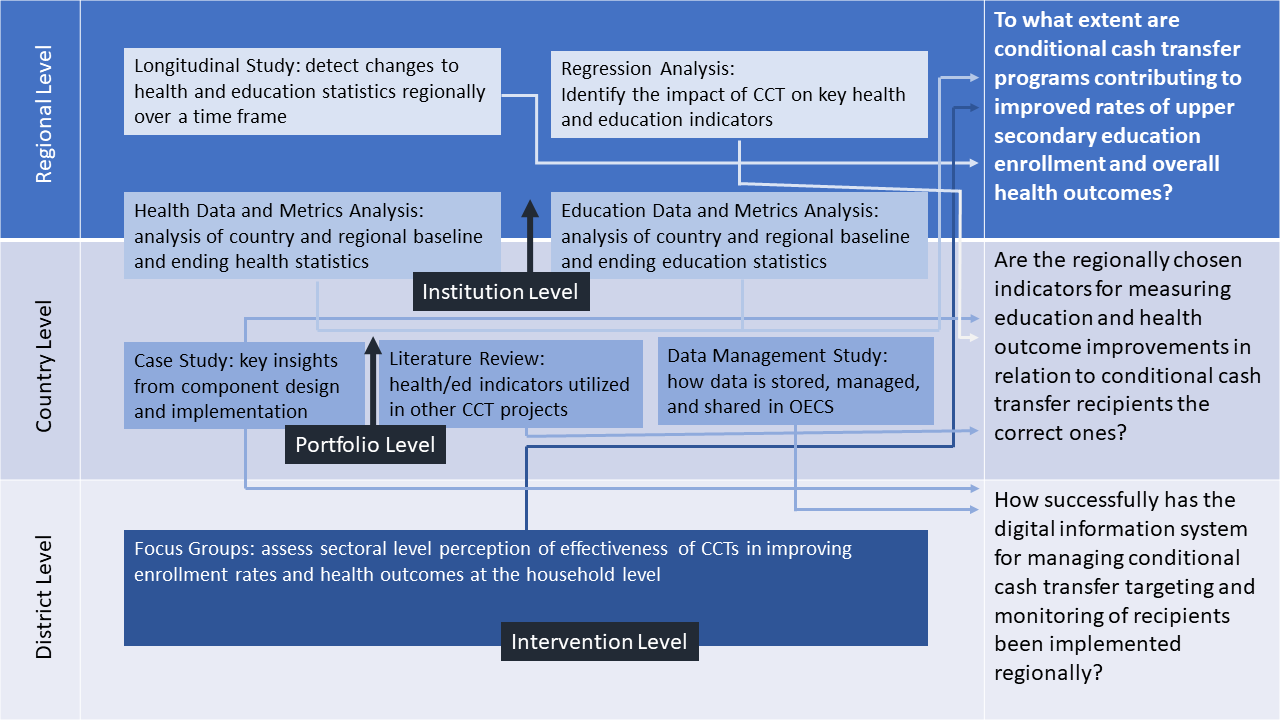 Regional Level
Longitudinal Study: detect changes to
health and education statistics regionally
over a time frame
Regression Analysis:
Identify the impact of CCT on key health
and education indicators
To what extent are
conditional cash transfer
programs contributing to
improved rates of upper
secondary education
enrollment and overall
health outcomes?
Health Data and Metrics Analysis:
analysis of country and regional baseline
and ending health statistics
Education Data and Metrics Analysis:
analysis of country and regional baseline
and ending education statistics
Institution Level
Country Level
Case Study: key insights
from component design
and implementation
Literature Review:
health/ed indicators utilized
in other CCT projects
Data Management Study:
how data is stored, managed,
and shared in OECS
Portfolio Level
Are the regionally chosen
indicators for measuring
education and health
outcome improvements in
relation to conditional cash
transfer recipients the
correct ones?
District Level
Focus Groups: assess sectoral level perception of effectiveness of CCTs in improving
enrollment rates and health outcomes at the household level
Intervention Level
How successfully has the
digital information system
for managing conditional
cash transfer targeting and
monitoring of recipients
been implemented
regionally?